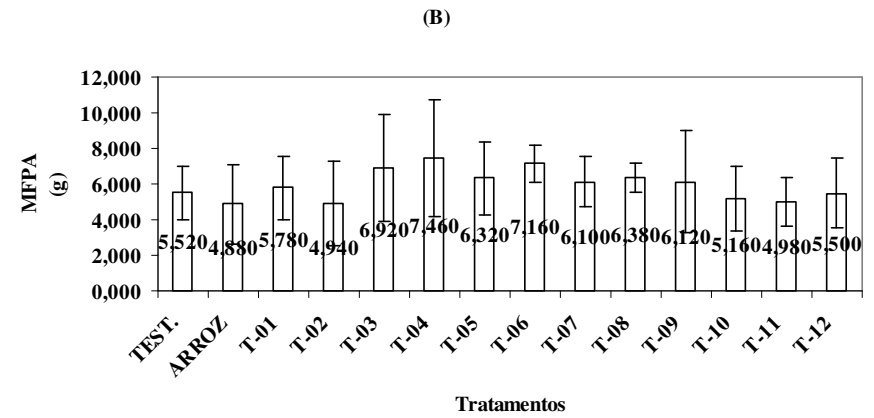 (B)
MFPA
(g)
12,000
10,000
8,000
6,000
4,000
2,000
0,000
5,520
4,880
5,780
4,940
6,920
7,460
6,320
7,160
6,100
6,380
6,120
5,160
4,980
5,500
TEST.
ARROZ
T-01
T-02
T-03
T-04
T-05
T-06
T-07
T-08
T-09
T-10
T-11
T-12
Tratamentos